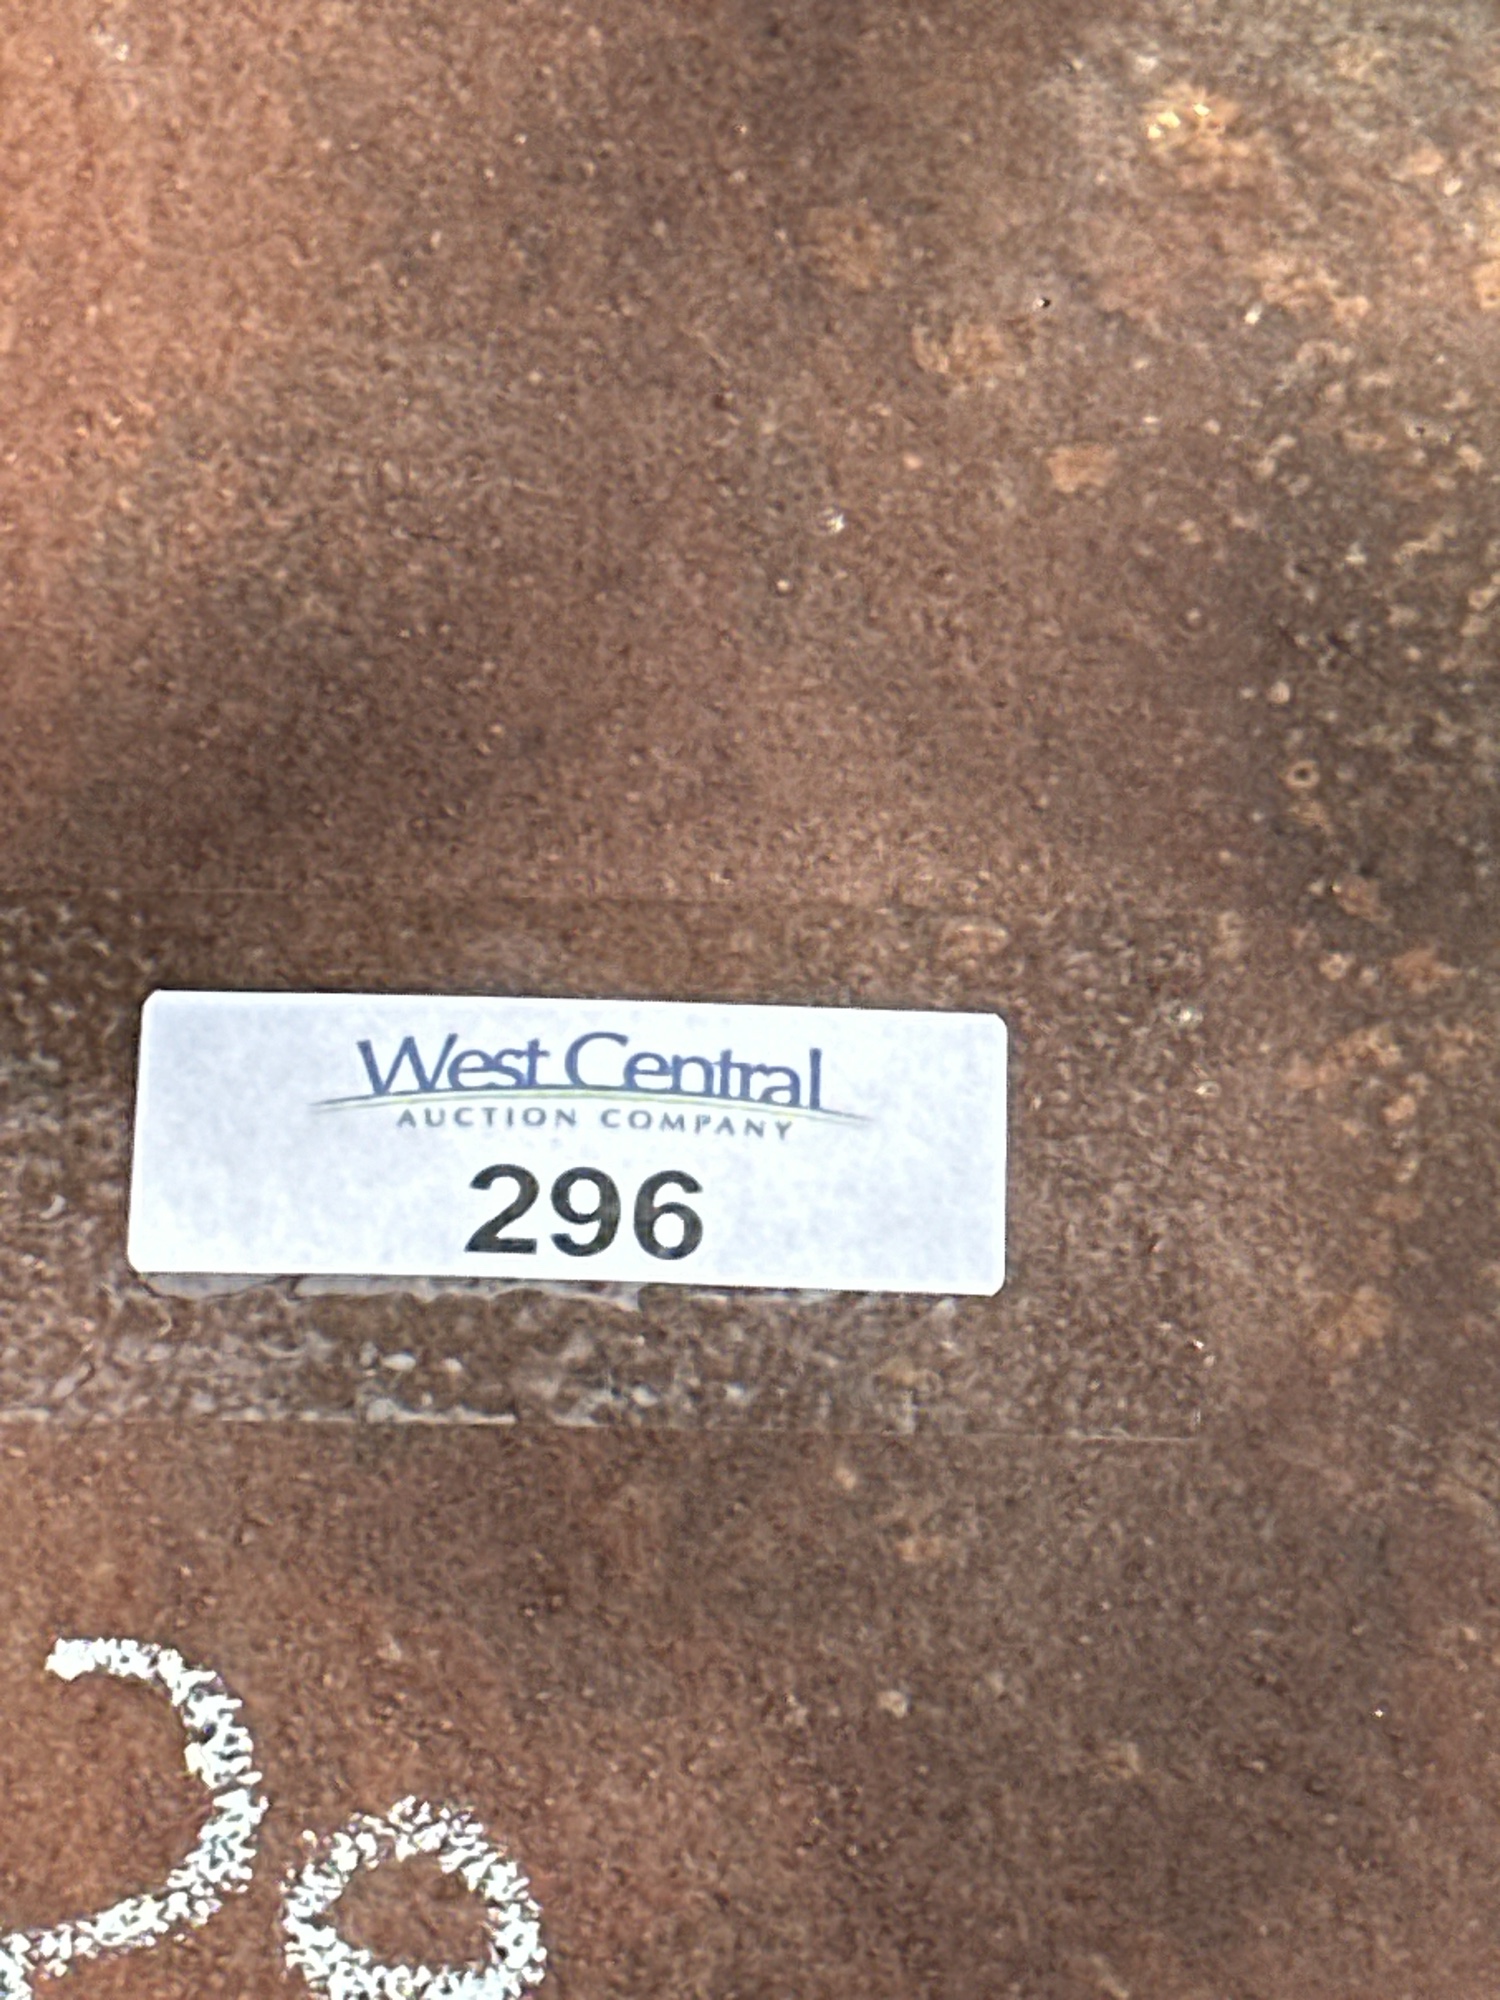 West Central
AUCTION COMPANY
296